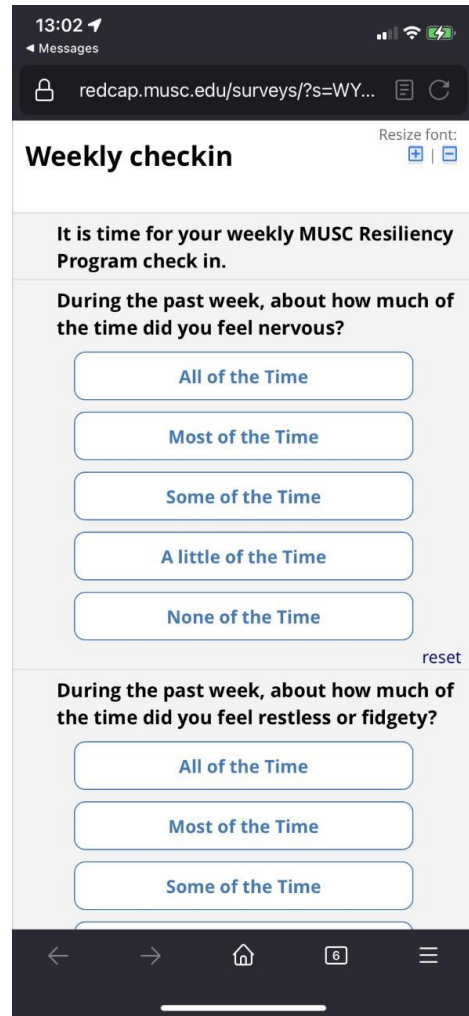 13:02
◀ Messages
redcap.musc.edu/surveys/?s=WY...
Resize font:
Weekly checkin
It is time for your weekly MUSC Resiliency
Program check in.
During the past week, about how much of
the time did you feel nervous?
All of the Time
Most of the Time
Some of the Time
A little of the Time
None of the Time
reset
During the past week, about how much of
the time did you feel restless or fidgety?
All of the Time
Most of the Time
Some of the Time
6